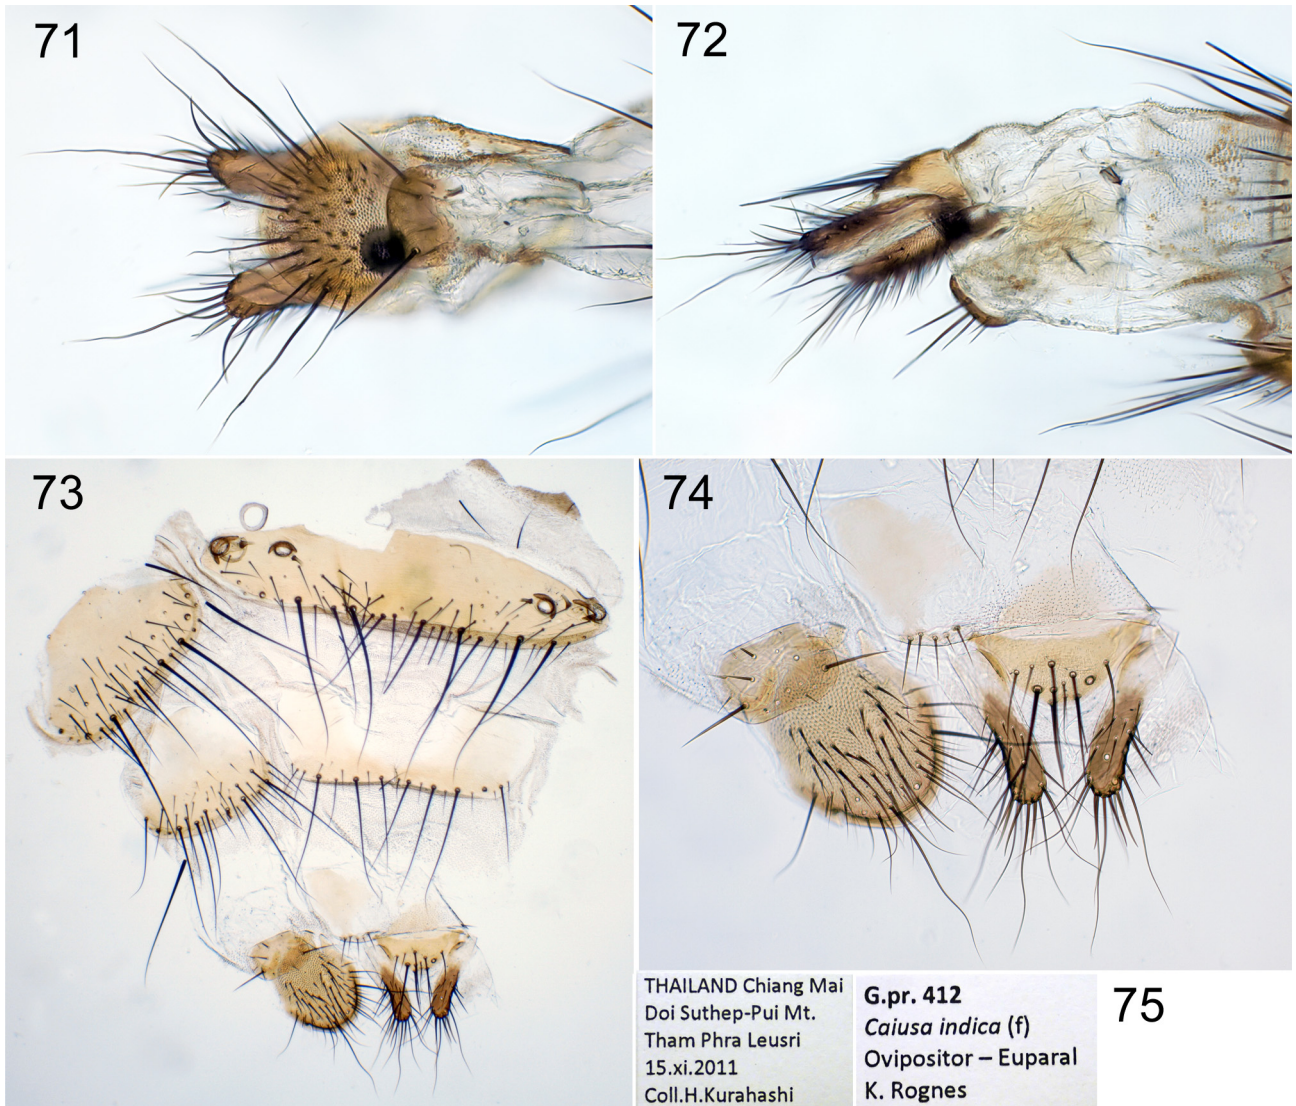 71
72
73
74
THAILAND Chiang Mai
Doi Suthep-Pui Mt.
Tham Phra Leusri
15.xi.2011
Coll.H.Kurahashi
G.pr. 412
Caiusa indica (f)
Ovipositor – Euparal
K. Rognes
75